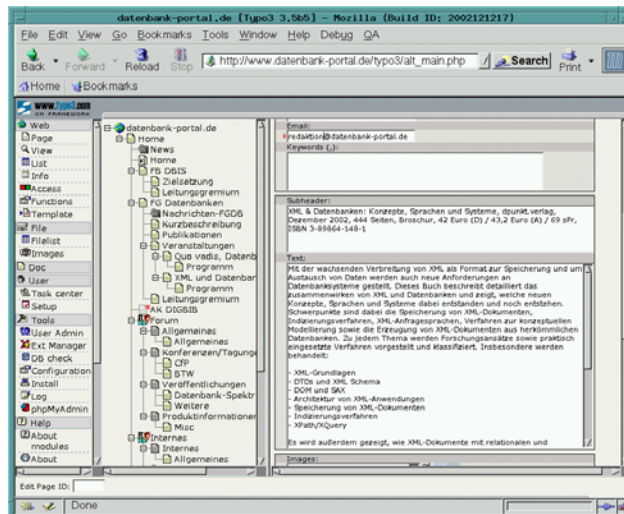 datenbank-portal.de [Typo3 3.5b5] - Mozilla {Build ID: 2002121217}
File Edit View Go Bookmarks Tools Window Help Debug QA
Back Forward Reload Stop http://www.datenbank-portal.de/typo3/alt_main.php Search Print
Home Bookmarks
www.typo3.com
Web
Page
View
List
Info
Access
Functions
Template
File
Filelist
Images
Doc
User
Task center
Setup
Tools
User Admin
Ext Manager
DB check
Configuration
Install
Log
phpMyAdmin
Help
About
modules
About
datenbank-portal.de
Home
News
Home
FB DBIS
Zielsetzung
Leitungsgremium
FG Datenbanken
Nachrichten-FGDB
Kurzbeschreibung
Publikationen
Veranstaltungen
Quo vadis, Datenb
Programm
XML und Datenban
Programm
Leitungsgremium
AK DIGBIB
Forum
Allgemeines
Allgemeines
Konferenzen/Tagunge
CfP
BTW
Veröffentlichungen
Datenbank-Spektr
Weitere
Produktinformationer
Misc
Internes
Internes
Allgemeines
Email:
redaktion@datenbank-portal.de
Keywords (,):
Subheader:
XML & Datenbanken: Konzepte, Sprachen und Systeme, dpunkt.verlag,
Dezember 2002, 444 Seiten, Broschur, 42 Euro (D) / 43,2 Euro (A) / 69 sFr,
ISBN 3-89864-148-1
Text:
Mit der wachsenden Verbreitung von XML als Format zur Speicherung und um
Austausch von Daten werden auch neue Anforderungen an
Datenbanksysteme gestellt. Dieses Buch beschreibt detailliert das
zusammenwirken von XML und Datenbanken und zeigt, welche neuen
Konzepte, Sprachen und Systeme dabei entstanden und noch entstehen.
Schwerpunkte sind dabei die Speicherung von XML-Dokumenten,
Indizierungsverfahren, XML-Anfragesprachen, Verfahren zur konzeptuellen
Modellierung sowie die Erzeugung von XML-Dokumenten aus herkömmlichen
Datenbanken. Zu jedem Thema werden Forschungsansätze sowie praktisch
eingesetzte Verfahren vorgestellt und klassifiziert. Insbesondere werden
behandelt:
- XML-Grundlagen
- DTDs und XML Schema
- DOM und SAX
- Architektur von XML-Anwendungen
- Speicherung von XML-Dokumenten
- Indizierungsverfahren
- XPath/XQuery
Es wird außerdem gezeigt, wie XML-Dokumente mit relationalen und
Images:
Edit Page ID:
Done